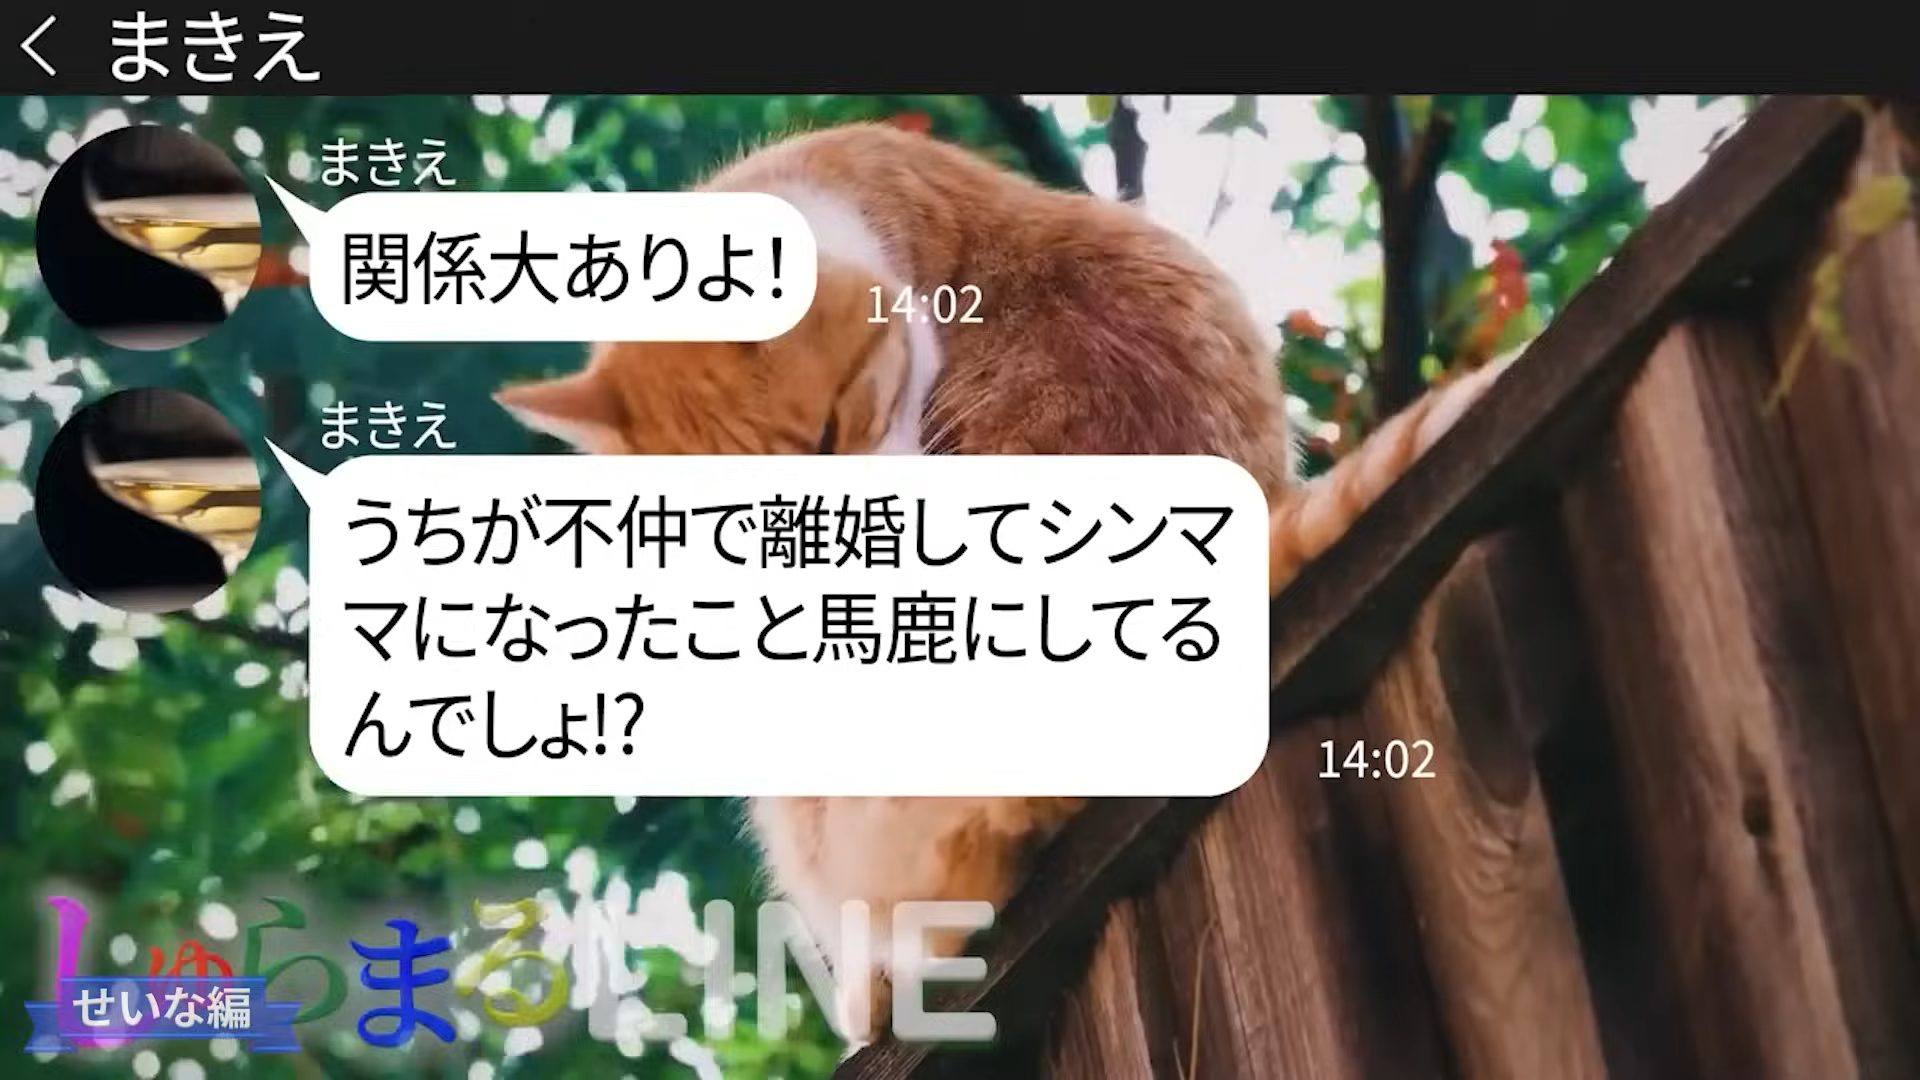 まきえ
まきえ
関係大ありよ!
14:02
まきえ
うちが不仲で離婚してシンマ
マになったこと馬鹿にしてる
んでしょ!?
14:02
しゅらまるLINE
せいな編